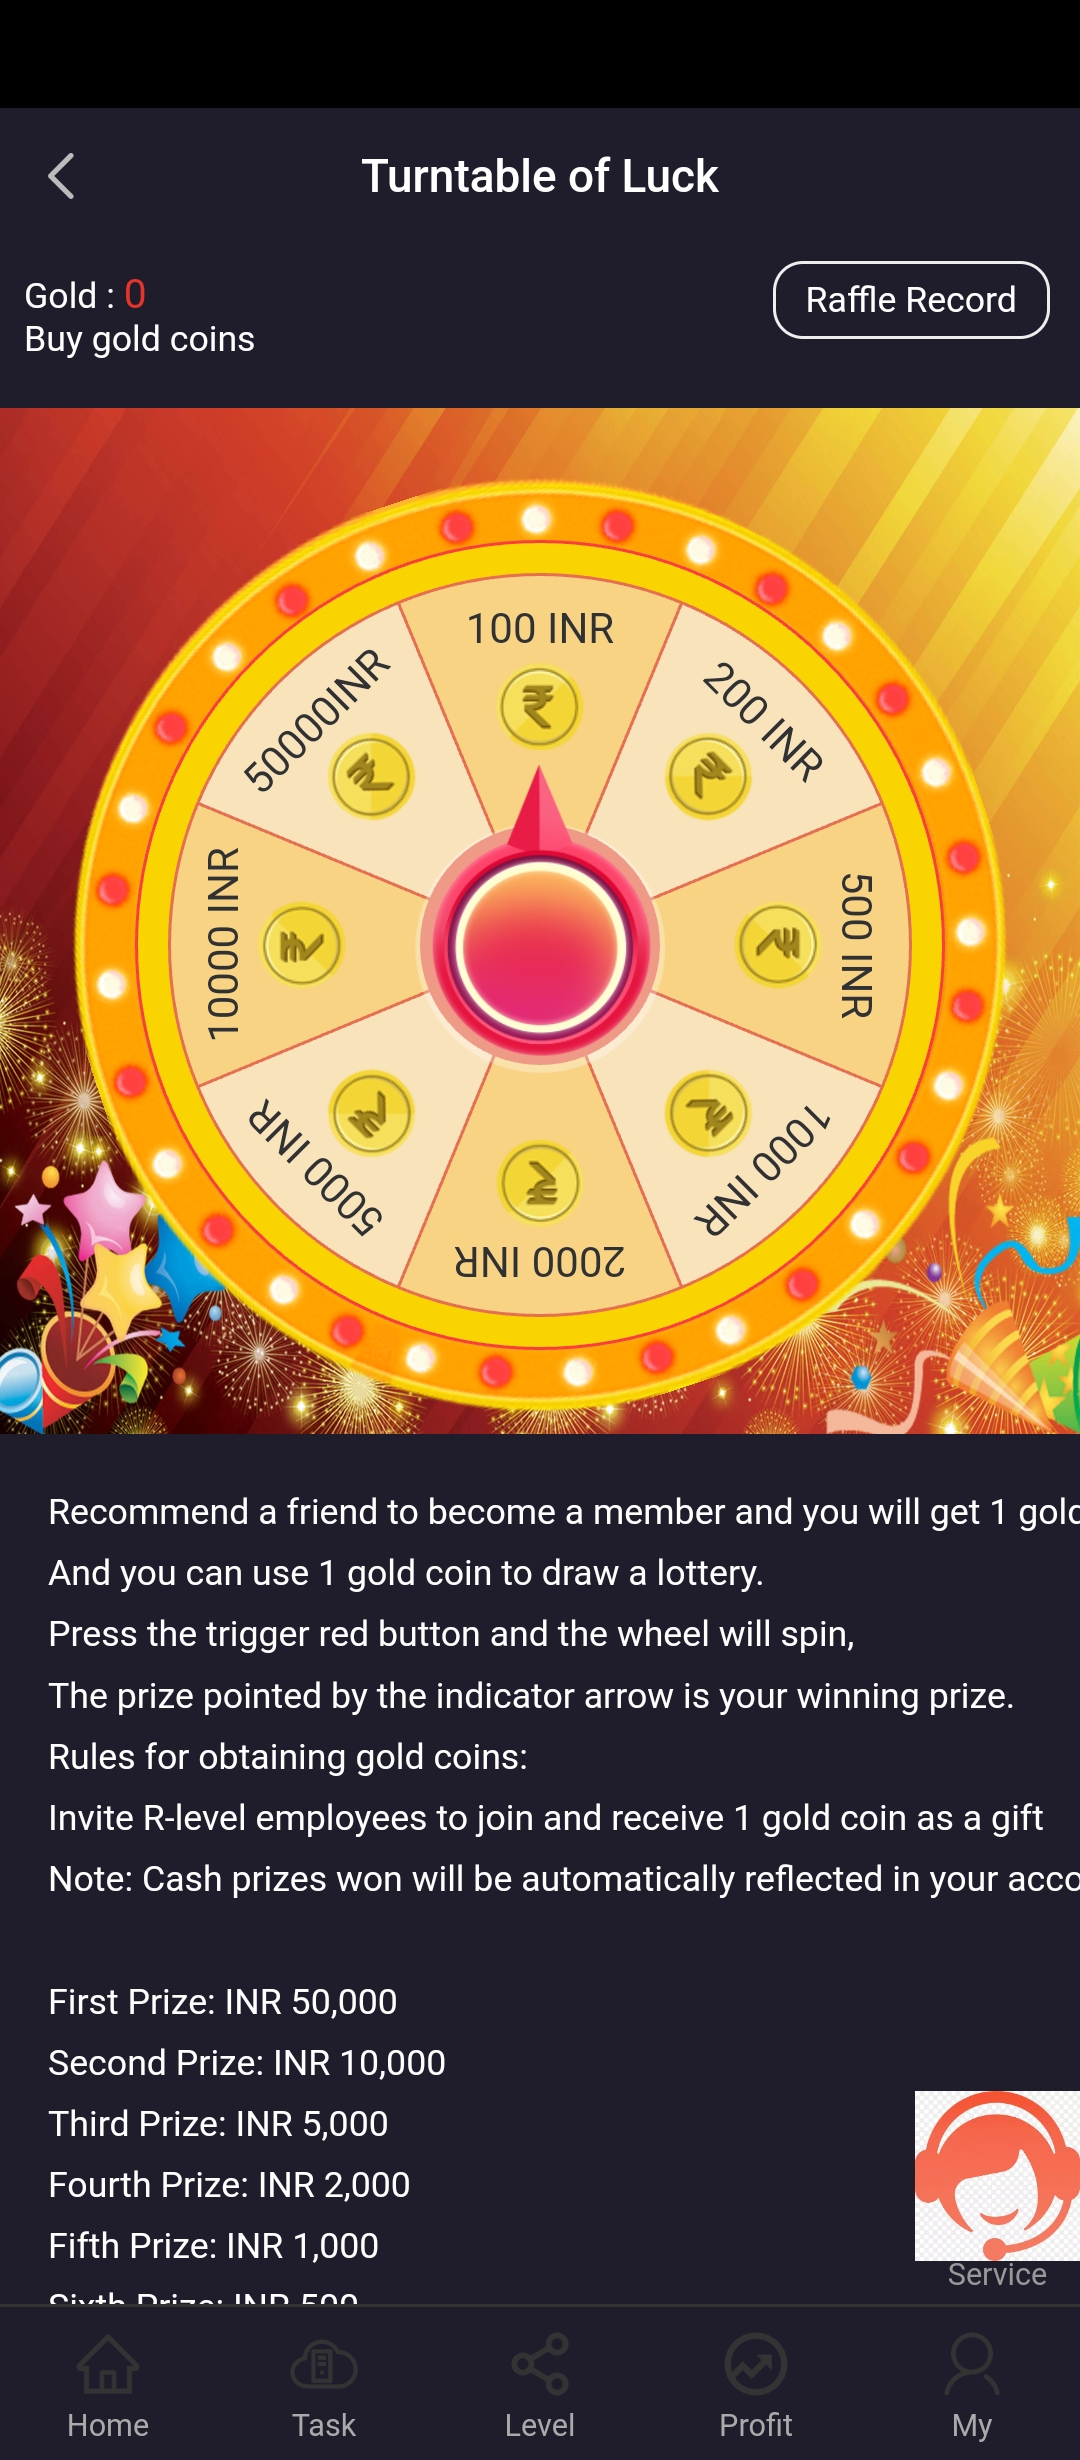 Turntable of Luck
Gold : 0
Raffle Record
Buy gold coins
100 INR
200 INR
500 INR
1000 INR
2000 INR
5000 INR
10000 INR
50000INR
Recommend a friend to become a member and you will get 1 gold
And you can use 1 gold coin to draw a lottery.
Press the trigger red button and the wheel will spin,
The prize pointed by the indicator arrow is your winning prize.
Rules for obtaining gold coins:
Invite R-level employees to join and receive 1 gold coin as a gift
Note: Cash prizes won will be automatically reflected in your acco
First Prize: INR 50,000
Second Prize: INR 10,000
Third Prize: INR 5,000
Fourth Prize: INR 2,000
Fifth Prize: INR 1,000
Sixth Prize: INR 500
Service
Home
Task
Level
Profit
My